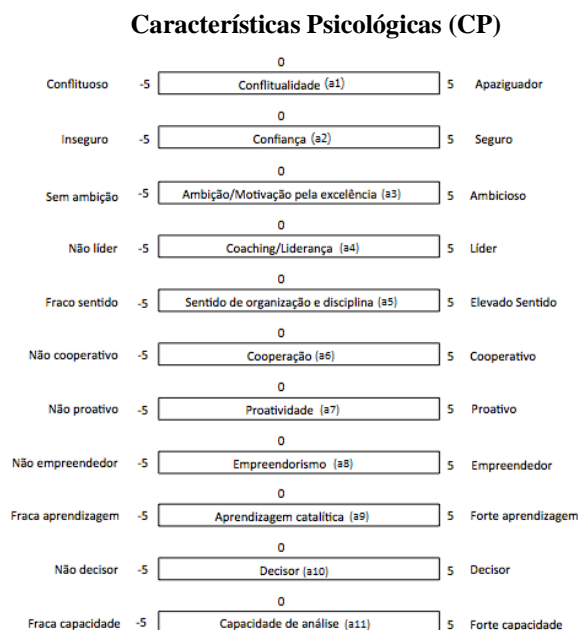 Características Psicológicas (CP)
0
Conflituoso -5 Conflitualidade (a1) 5 Apaziguador
0
Inseguro -5 Confiança (a2) 5 Seguro
0
Sem ambição -5 Ambição/Motivação pela excelência (a3) 5 Ambicioso
0
Não líder -5 Coaching/Liderança (a4) 5 Líder
0
Fraco sentido -5 Sentido de organização e disciplina (a5) 5 Elevado Sentido
0
Não cooperativo -5 Cooperação (a6) 5 Cooperativo
0
Não proativo -5 Proatividade (a7) 5 Proativo
0
Não empreendedor -5 Empreendorismo (a8) 5 Empreendedor
0
Fraca aprendizagem -5 Aprendizagem catalítica (a9) 5 Forte aprendizagem
0
Não decisor -5 Decisor (a10) 5 Decisor
0
Fraca capacidade -5 Capacidade de análise (a11) 5 Forte capacidade